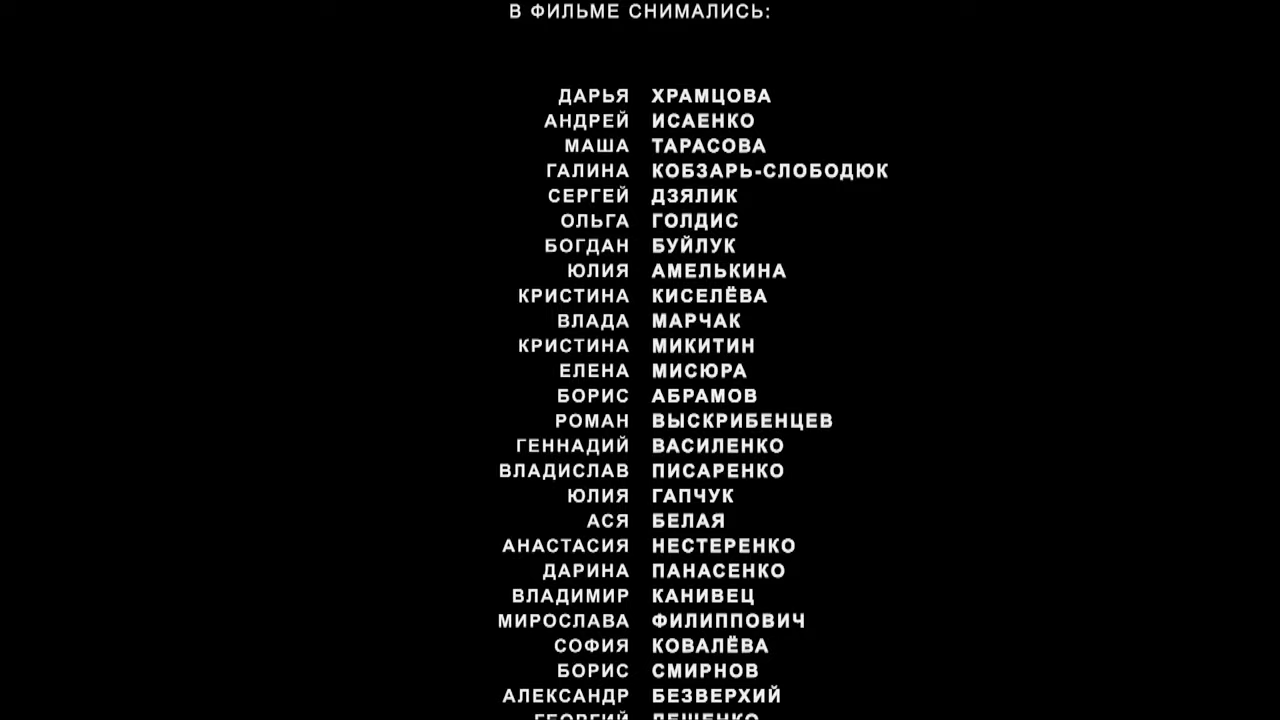 В ФИЛЬМЕ СНИМАЛИСЬ:
ДАРЬЯ ХРАМЦОВА
АНДРЕЙ ИСАЕНКО
МАША ТАРАСОВА
ГАЛИНА КОБЗАРЬ-СЛОБОДЮК
СЕРГЕЙ ДЗЯЛИК
ОЛЬГА ГОЛДИС
БОГДАН БУЙЛУК
ЮЛИЯ АМЕЛЬКИНА
КРИСТИНА КИСЕЛЁВА
ВЛАДА МАРЧАК
КРИСТИНА МИКИТИН
ЕЛЕНА МИСЮРА
БОРИС АБРАМОВ
РОМАН ВЫСКРИБЕНЦЕВ
ГЕННАДИЙ ВАСИЛЕНКО
ВЛАДИСЛАВ ПИСАРЕНКО
ЮЛИЯ ГАПЧУК
АСЯ БЕЛАЯ
АНАСТАСИЯ НЕСТЕРЕНКО
ДАРИНА ПАНАСЕНКО
ВЛАДИМИР КАНИВЕЦ
МИРОСЛАВА ФИЛИППОВИЧ
СОФИЯ КОВАЛЁВА
БОРИС СМИРНОВ
АЛЕКСАНДР БЕЗВЕРХИЙ
ГЕОРГИЙ